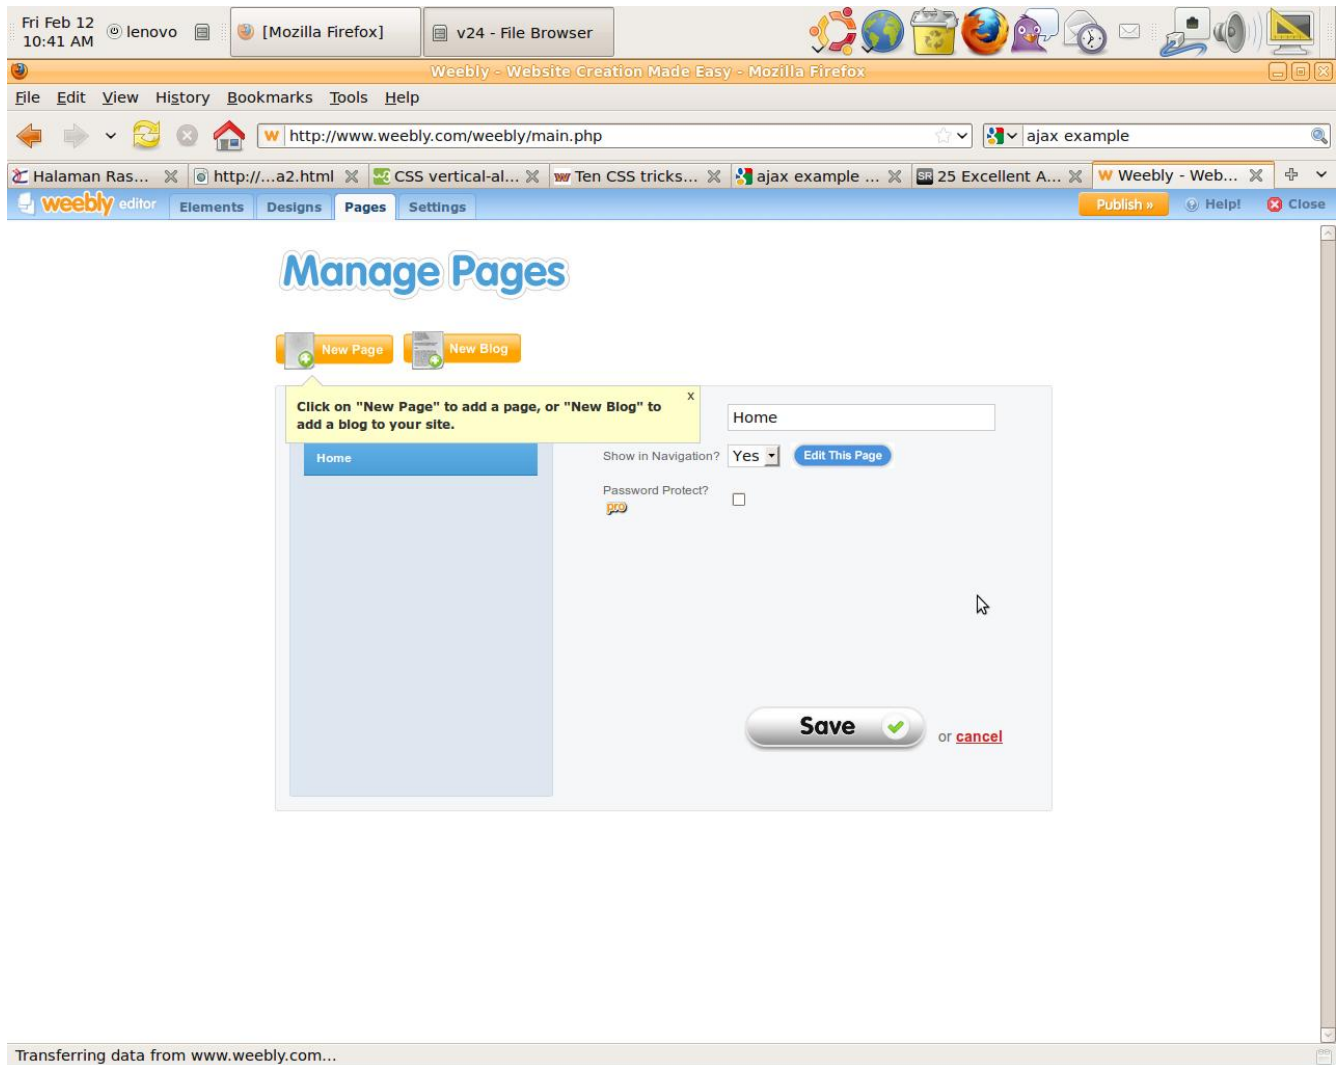 Fri Feb 12
10:41 AM
lenovo
[Mozilla Firefox]
v24 - File Browser
Weebly - Website Creation Made Easy - Mozilla Firefox
File Edit View History Bookmarks Tools Help
http://www.weebly.com/weebly/main.php
ajax example
Halaman Ras...
http://...a2.html
CSS vertical-al...
Ten CSS tricks...
ajax example ...
SR 25 Excellent A...
W Weebly - Web...
weebly editor
Elements
Designs
Pages
Settings
Publish »
Help!
Close
Manage Pages
New Page
New Blog
x
Click on "New Page" to add a page, or "New Blog" to
add a blog to your site.
Home
Home
Show in Navigation?
Yes
Edit This Page
Password Protect?
pro
Save
or cancel
Transferring data from www.weebly.com...